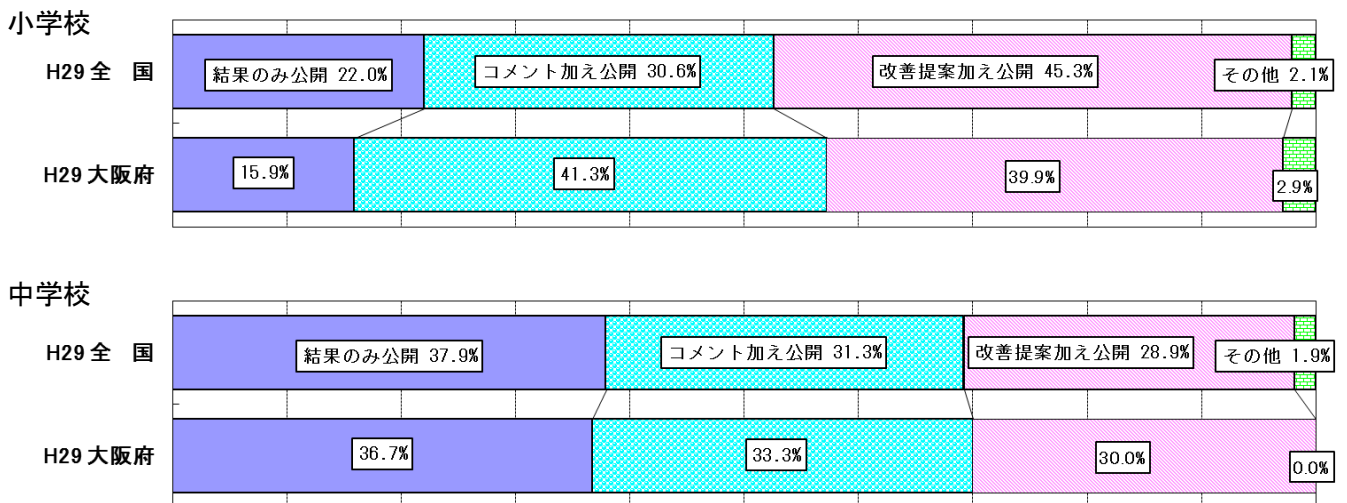 小学校
H29 全　国
結果のみ公開 22.0%
コメント加え公開 30.6%
改善提案加え公開 45.3%
その他 2.1%
H29 大阪府
15.9%
41.3%
39.9%
2.9%
中学校
H29 全　国
結果のみ公開 37.9%
コメント加え公開 31.3%
改善提案加え公開 28.9%
その他 1.9%
H29 大阪府
36.7%
33.3%
30.0%
0.0%